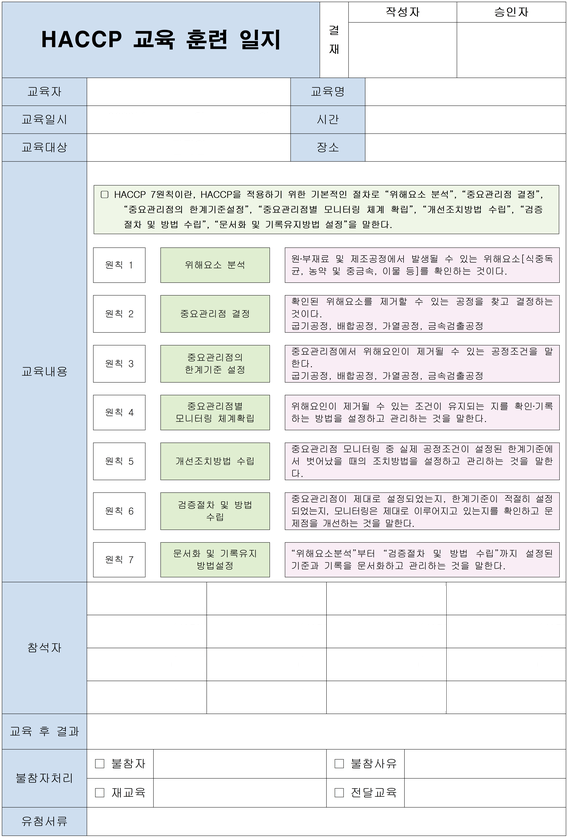 HACCP 교육 훈련 일지
결
재
작성자
승인자
교육자
교육명
교육일시
시간
교육대상
장소
교육내용
□ HACCP 7원칙이란, HACCP을 적용하기 위한 기본적인 절차로 “위해요소 분석”, “중요관리점 결정”,
“중요관리점의 한계기준설정”, “중요관리점별 모니터링 체계 확립”, “개선조치방법 수립”, “검증
절차 및 방법 수립”, “문서화 및 기록유지방법 설정”을 말한다.
원칙 1
위해요소 분석
원·부재료 및 제조공정에서 발생될 수 있는 위해요소[식중독
균, 농약 및 중금속, 이물 등]를 확인하는 것이다.
원칙 2
중요관리점 결정
확인된 위해요소를 제거할 수 있는 공정을 찾고 결정하는
것이다.
굽기공정, 배합공정, 가열공정, 금속검출공정
원칙 3
중요관리점의
한계기준 설정
중요관리점에서 위해요인이 제거될 수 있는 공정조건을 말
한다.
굽기공정, 배합공정, 가열공정, 금속검출공정
원칙 4
중요관리점별
모니터링 체계확립
위해요인이 제거될 수 있는 조건이 유지되는 지를 확인·기록
하는 방법을 설정하고 관리하는 것을 말한다.
원칙 5
개선조치방법 수립
중요관리점 모니터링 중 실제 공정조건이 설정된 한계기준에
서 벗어났을 때의 조치방법을 설정하고 관리하는 것을 말한
다.
원칙 6
검증절차 및 방법
수립
중요관리점이 제대로 설정되었는지, 한계기준이 적절히 설정
되었는지, 모니터링은 제대로 이루어지고 있는지를 확인하고 문
제점을 개선하는 것을 말한다.
원칙 7
문서화 및 기록유지
방법설정
“위해요소분석”부터 “검증절차 및 방법 수립”까지 설정된
기준과 기록을 문서화하고 관리하는 것을 말한다.
참석자
교육 후 결과
불참자처리
□ 불참자
□ 불참사유
□ 재교육
□ 전달교육
유첨서류